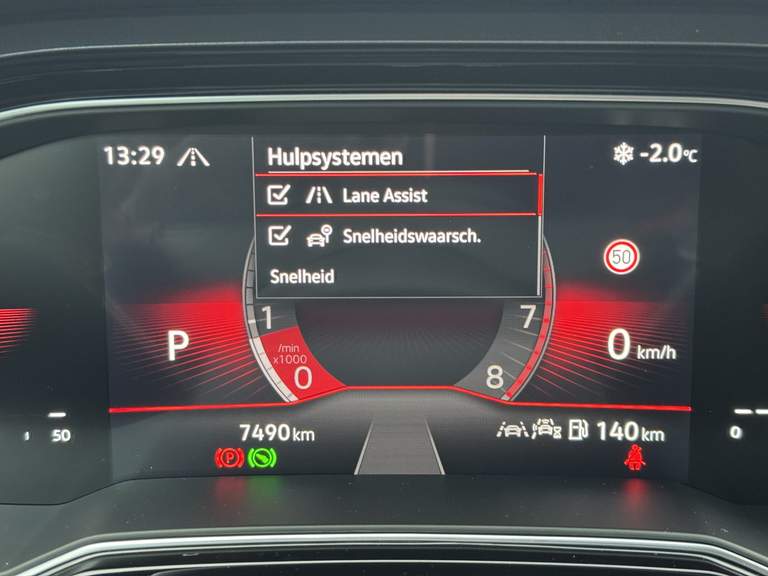 13:29
Hulpsystemen
-2.0°C
Lane Assist
Snelheidswaarsch.
Snelheid
50
1
7
/min
x1000
0
8
P
0 km/h
50
7490 km
140 km
0
P